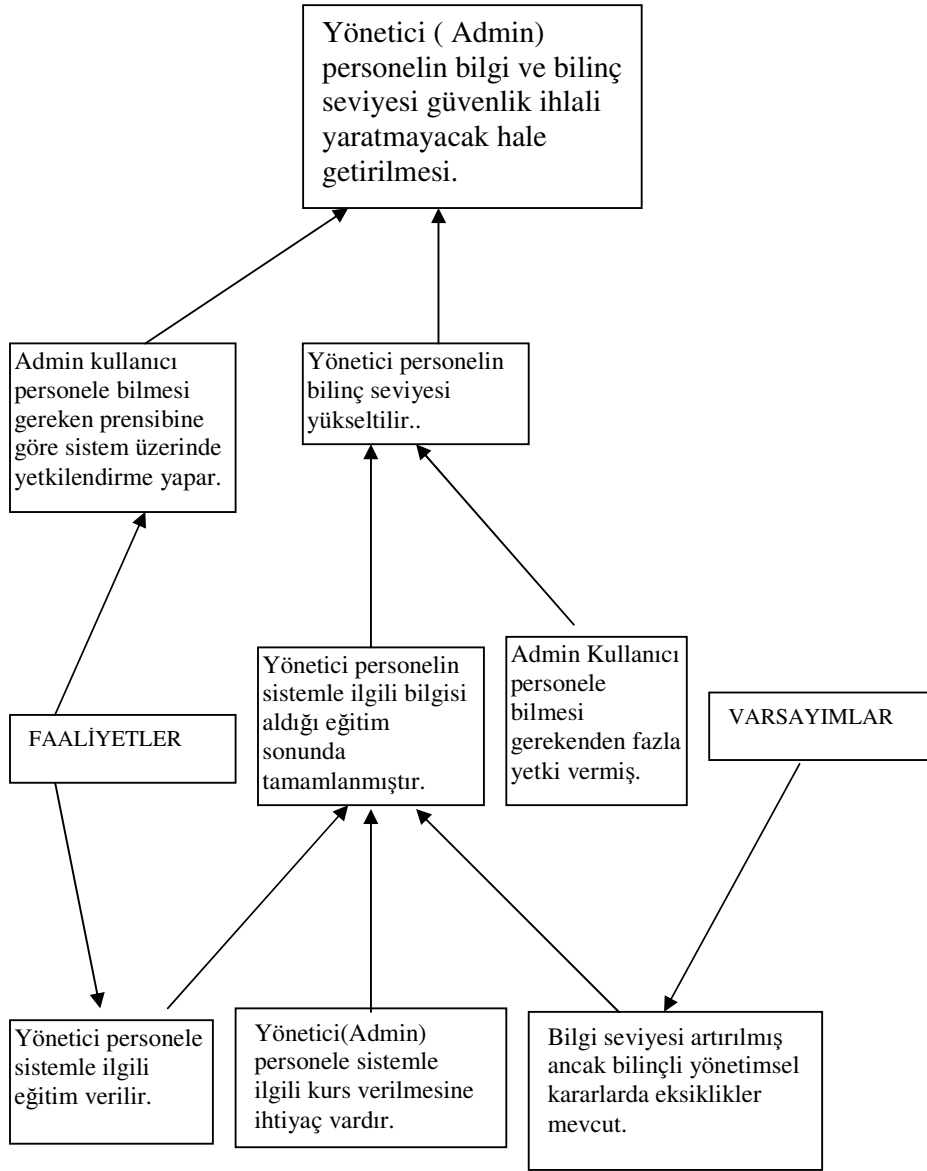 Yönetici ( Admin)
personelin bilgi ve bilinç
seviyesi güvenlik ihlali
yaratmayacak hale
getirilmesi.
Admin kullanıcı
personele bilmesi
gereken prensibine
göre sistem üzerinde
yetkilendirme yapar.
Yönetici personelin
bilinç seviyesi
yükseltilir..
FAALİYETLER
Yönetici personelin
sistemle ilgili bilgisi
aldığı eğitim
sonunda
tamamlanmıştır.
Admin Kullanıcı
personele
bilmesi
gerekenden fazla
yetki vermiş.
VARSAYIMLAR
Yönetici personele
sistemle ilgili
eğitim verilir.
Yönetici(Admin)
personele sistemle
ilgili kurs verilmesine
ihtiyaç vardır.
Bilgi seviyesi artırılmış
ancak bilinçli yönetimsel
kararlarda eksiklikler
mevcut.